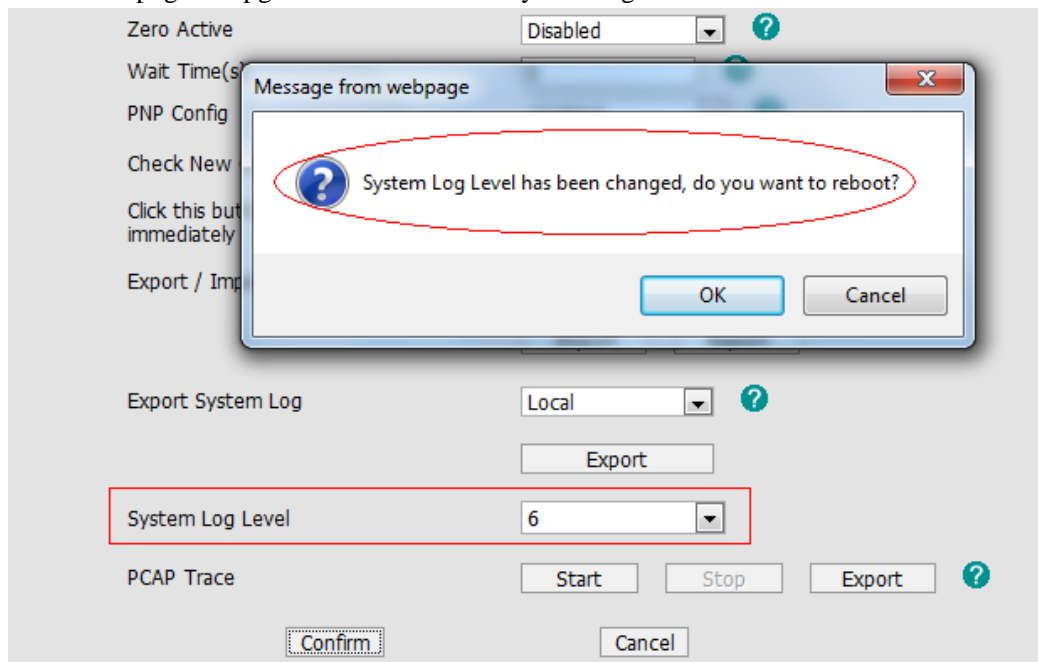 Zero Active Disabled ?
Wait Time(s)
Message from webpage X
PNP Config
Check New
System Log Level has been changed, do you want to reboot?
Click this but
immediately
Export / Imp
OK Cancel
Export System Log Local ?
Export
System Log Level 6
PCAP Trace Start Stop Export ?
Confirm Cancel